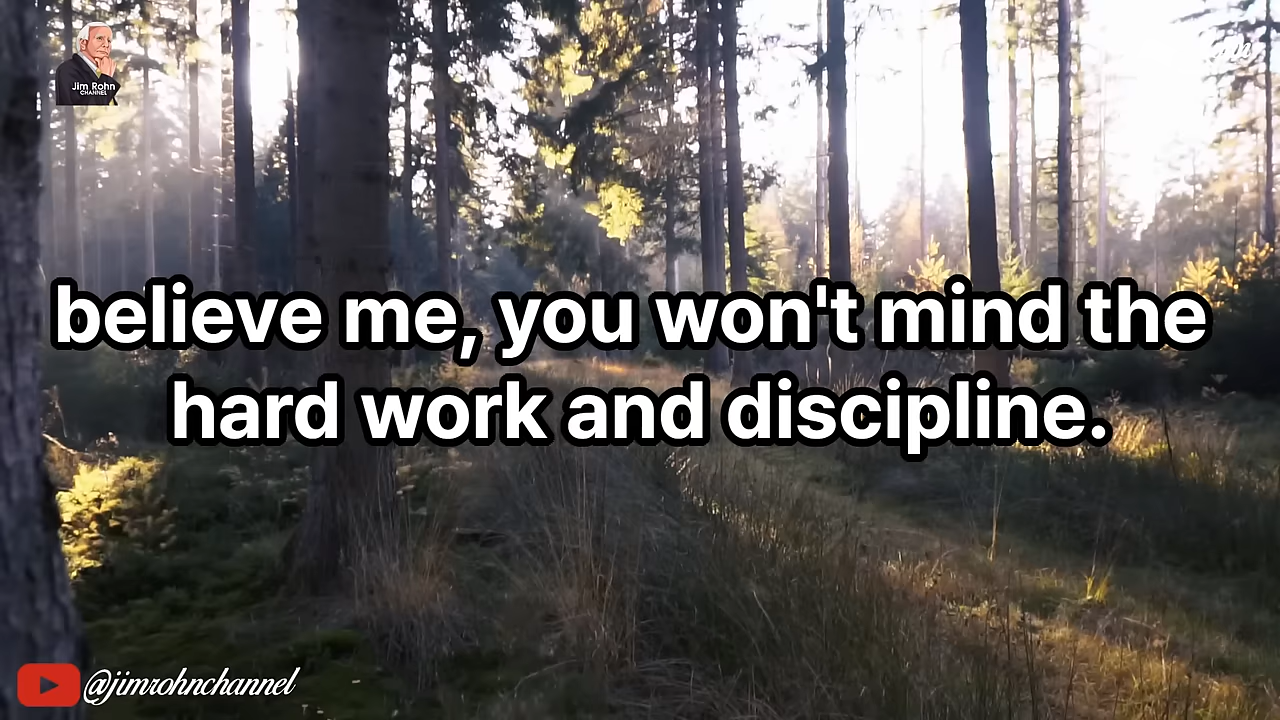 Jim Rohn
CHANNEL
believe me, you won't mind the
hard work and discipline.
@jimrohnchannel